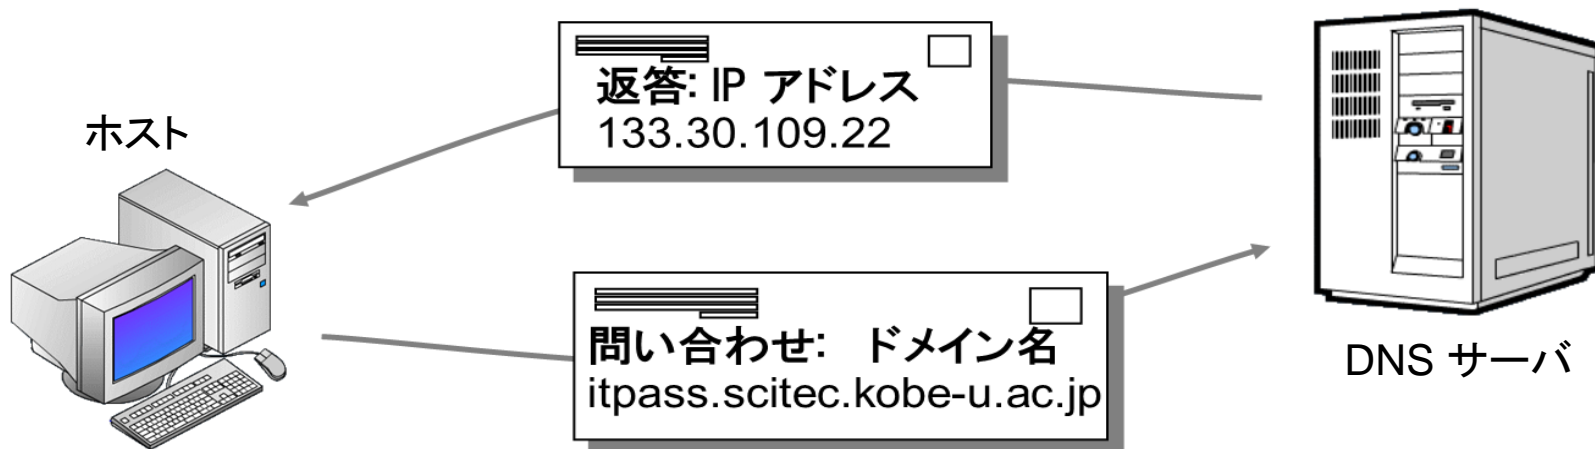 返答: IP アドレス
133.30.109.22
ホスト
問い合わせ: ドメイン名
itpass.scitec.kobe-u.ac.jp
DNS サーバ